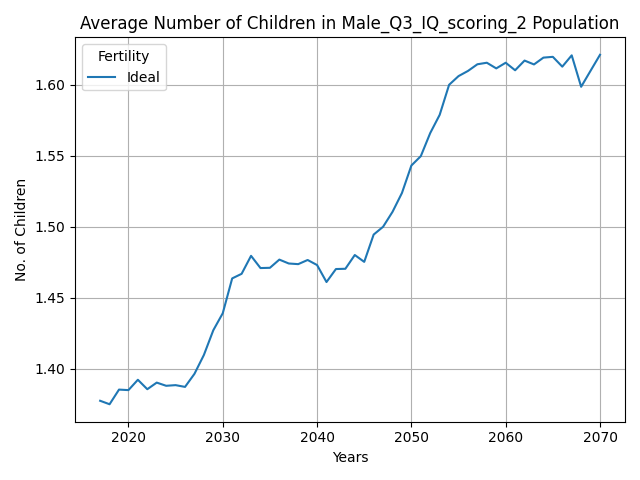 Average Number of Children in Male_Q3_IQ_scoring_2 Population
Fertility
Ideal
No. of Children
1.60
1.55
1.50
1.45
1.40
2020 2030 2040 2050 2060 2070
Years